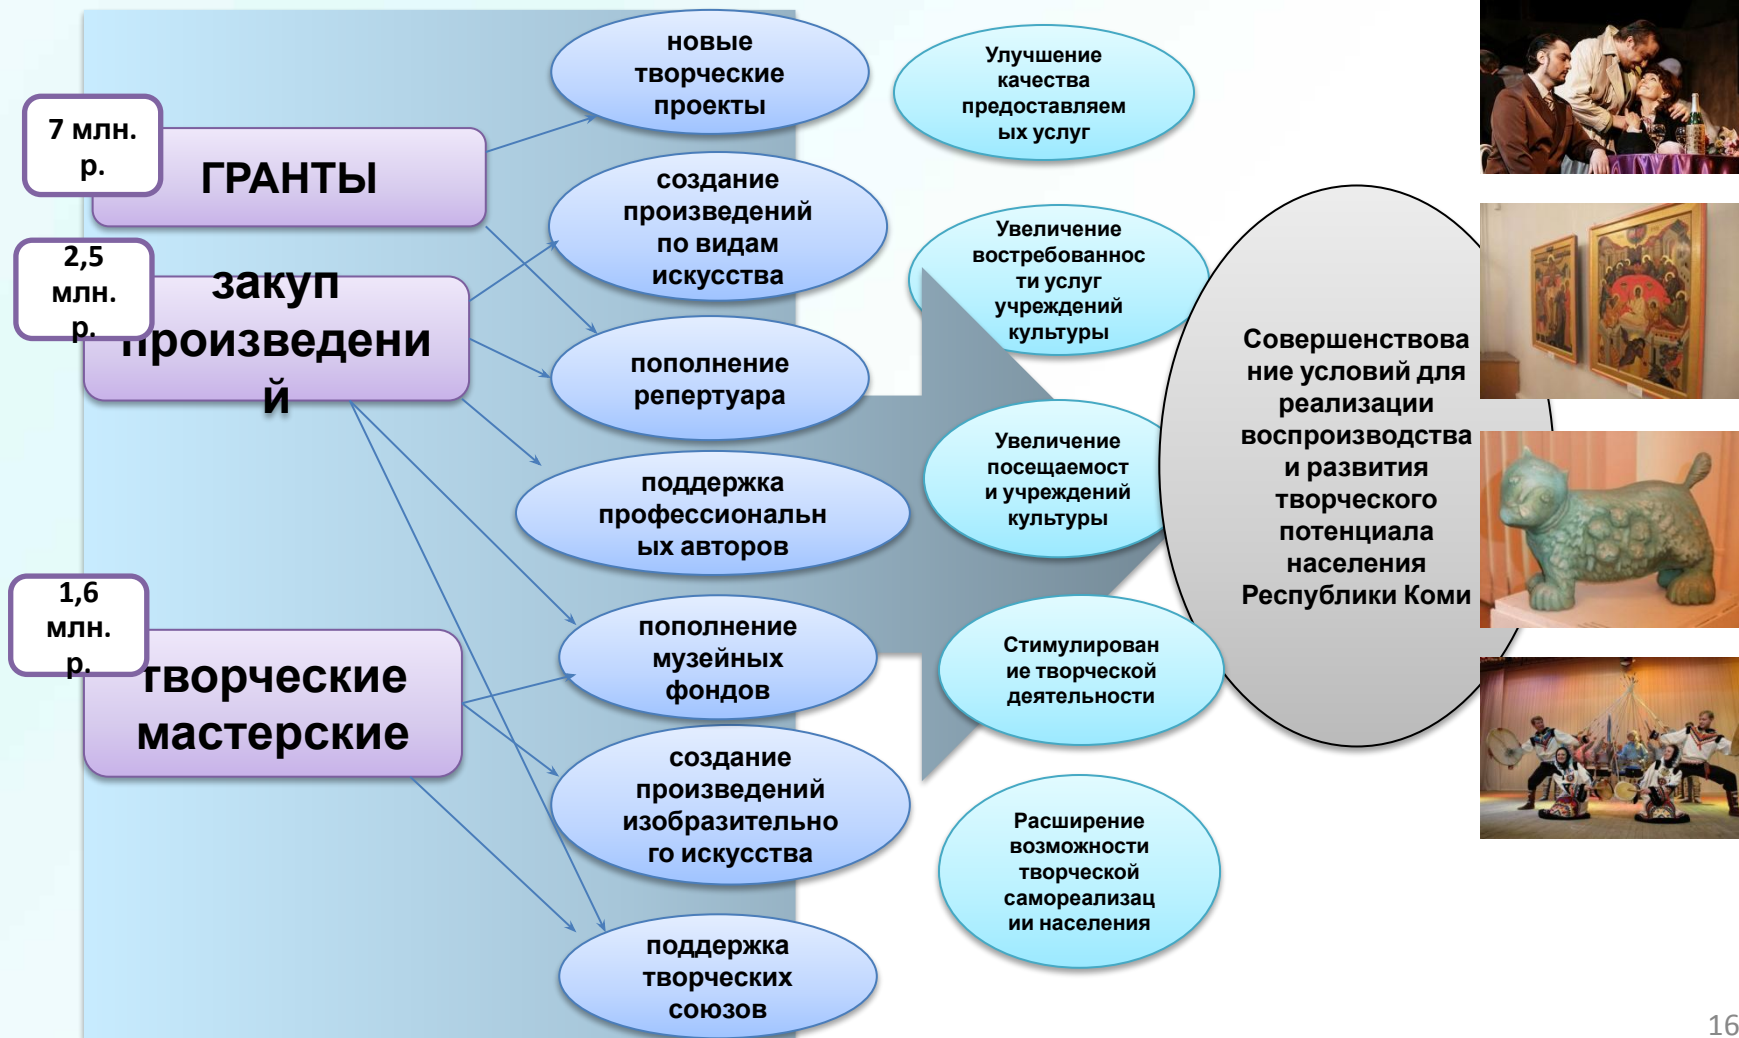 7 млн.
р.
ГРАНТЫ
2,5
млн.
р.
закуп
произведени
й
1,6
млн.
р.
творческие
мастерские
новые
творческие
проекты
создание
произведений
по видам
искусства
пополнение
репертуара
поддержка
профессиональн
ых авторов
пополнение
музейных
фондов
создание
произведений
изобразительно
го искусства
поддержка
творческих
союзов
Улучшение
качества
предоставляем
ых услуг
Увеличение
востребованнос
ти услуг
учреждений
культуры
Увеличение
посещаемост
и учреждений
культуры
Стимулирован
ие творческой
деятельности
Расширение
возможности
творческой
самореализац
ии населения
Совершенствова
ние условий для
реализации
воспроизводства
и развития
творческого
потенциала
населения
Республики Коми
16